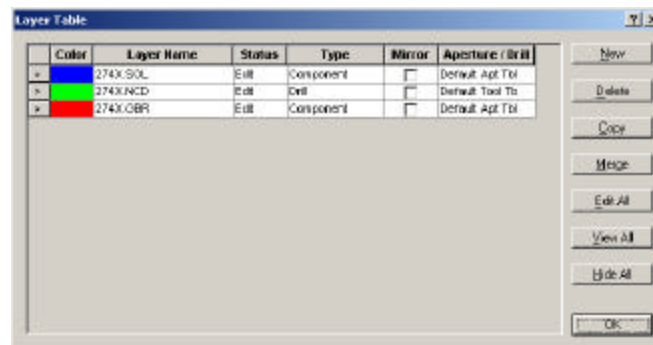 Layer Table
Color Layer Name Status Type Mirror Aperture / Drill
274X.SOL Edit Component Default Apt Tbl
274X.NCD Edit Drill Default Tool Tb
274X.GBR Edit Component Default Apt Tbl
New
Delete
Copy
Merge
Edit All
View All
Hide All
OK